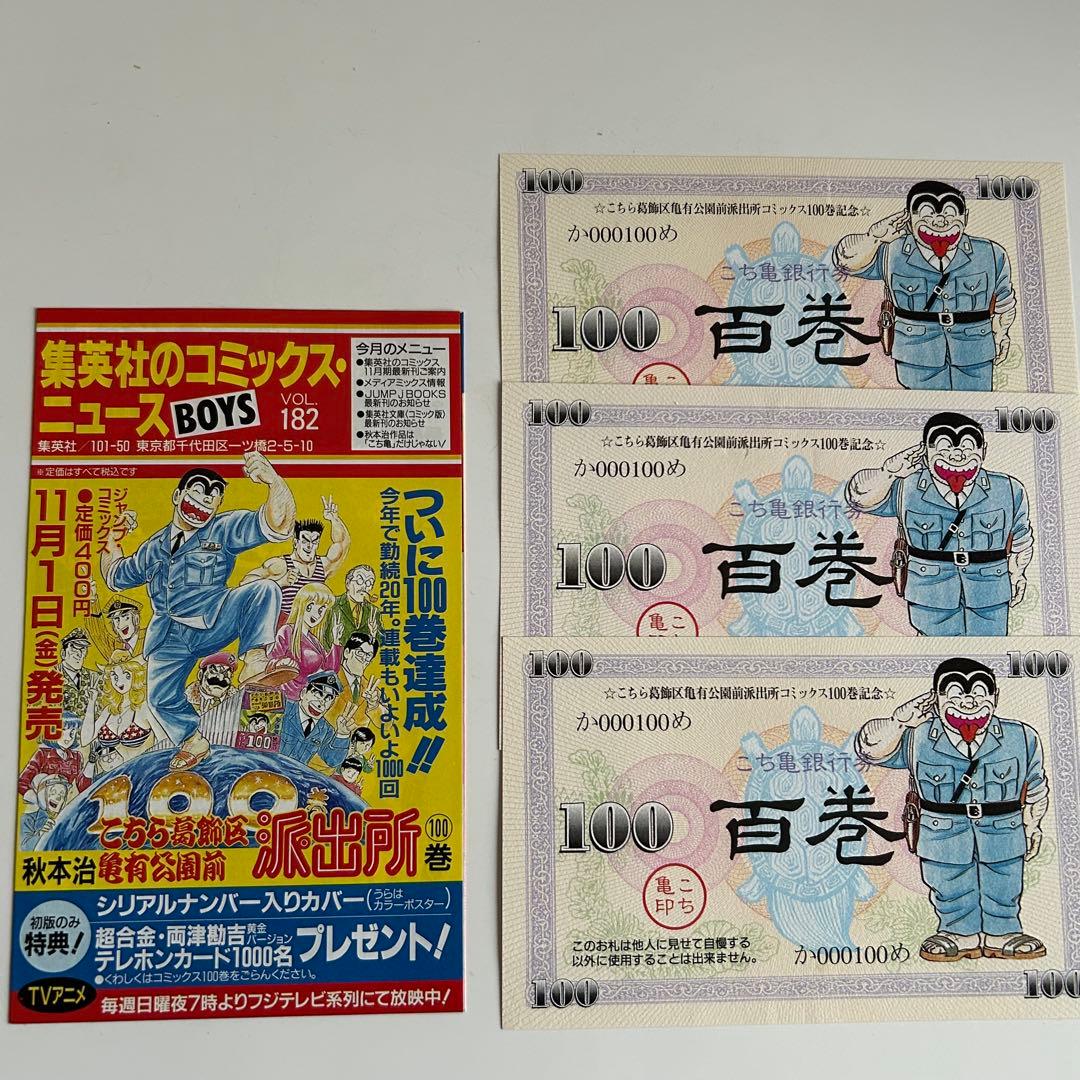 集英社のコミックス・
ニュース BOYS VOL. 182
集英社/101-50 東京都千代田区一ツ橋2-5-10
今月のメニュー
●集英社のコミックス
11月期最新刊ご案内
●メディアミックス情報
●JUMP J BOOKS
最新刊のお知らせ
●集英社文庫(コミック版)
最新刊のお知らせ
●秋本治作品は
「こち亀」だけじゃない!
※定価はすべて税込です
ついに100巻達成!!
今年で勤続20年。連載もいよいよ1000回
ジャンプ・
コミックス
●定価400円
11月1日(金)発売
100
100巻
秋本治
こちら葛飾区
亀有公園前
派出所
100巻
初版のみ
特典!
シリアルナンバー入りカバー(うらは
カラーポスター)
超合金・両津勘吉黄金
バージョン
テレホンカード1000名
プレゼント!
●くわしくはコミックス100巻をごらんください。
TVアニメ
毎週日曜夜7時よりフジテレビ系列にて放映中!
100
100
☆こちら葛飾区亀有公園前派出所コミックス100巻記念☆
か000100め
こち亀銀行券
100 百巻
こ
亀
100
100
☆こちら葛飾区亀有公園前派出所コミックス100巻記念☆
か000100め
こち亀銀行券
100 百巻
こ
亀
100
100
☆こちら葛飾区亀有公園前派出所コミックス100巻記念☆
か000100め
こち亀銀行券
100 百巻
こち
亀印
このお札は他人に見せて自慢する
以外に使用することは出来ません。
か000100め
100
100